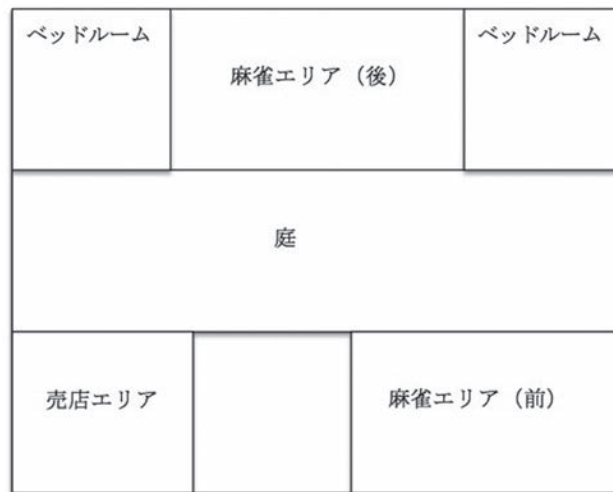 ベッドルーム
麻雀エリア（後）
ベッドルーム
庭
売店エリア
麻雀エリア（前）